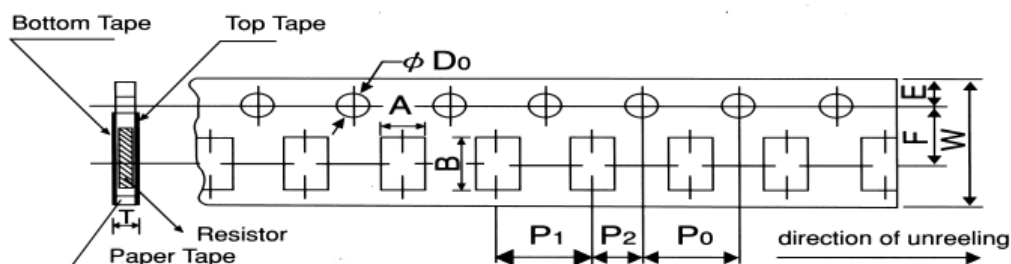 Bottom Tape
Top Tape
φ D0
A
B
E
F
W
T
Resistor
Paper Tape
P1
P2
P0
direction of unreeling